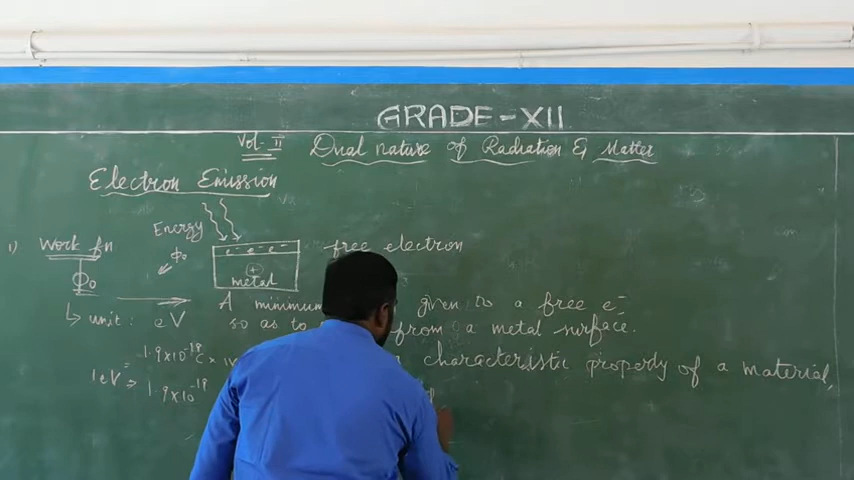 GRADE-XII
Vol-II Dual nature of Radiation & Matter
Electron Emission
1) Work fn
Energy
ϕ₀
e⁻ e⁻
+
metal
free electron
ϕ₀
A minimum given to a free e⁻
unit: eV
so as to from a metal surface.
characteristic property of a material,
1.9×10⁻¹⁹ C ×
1eV =
1.9×10⁻¹⁹